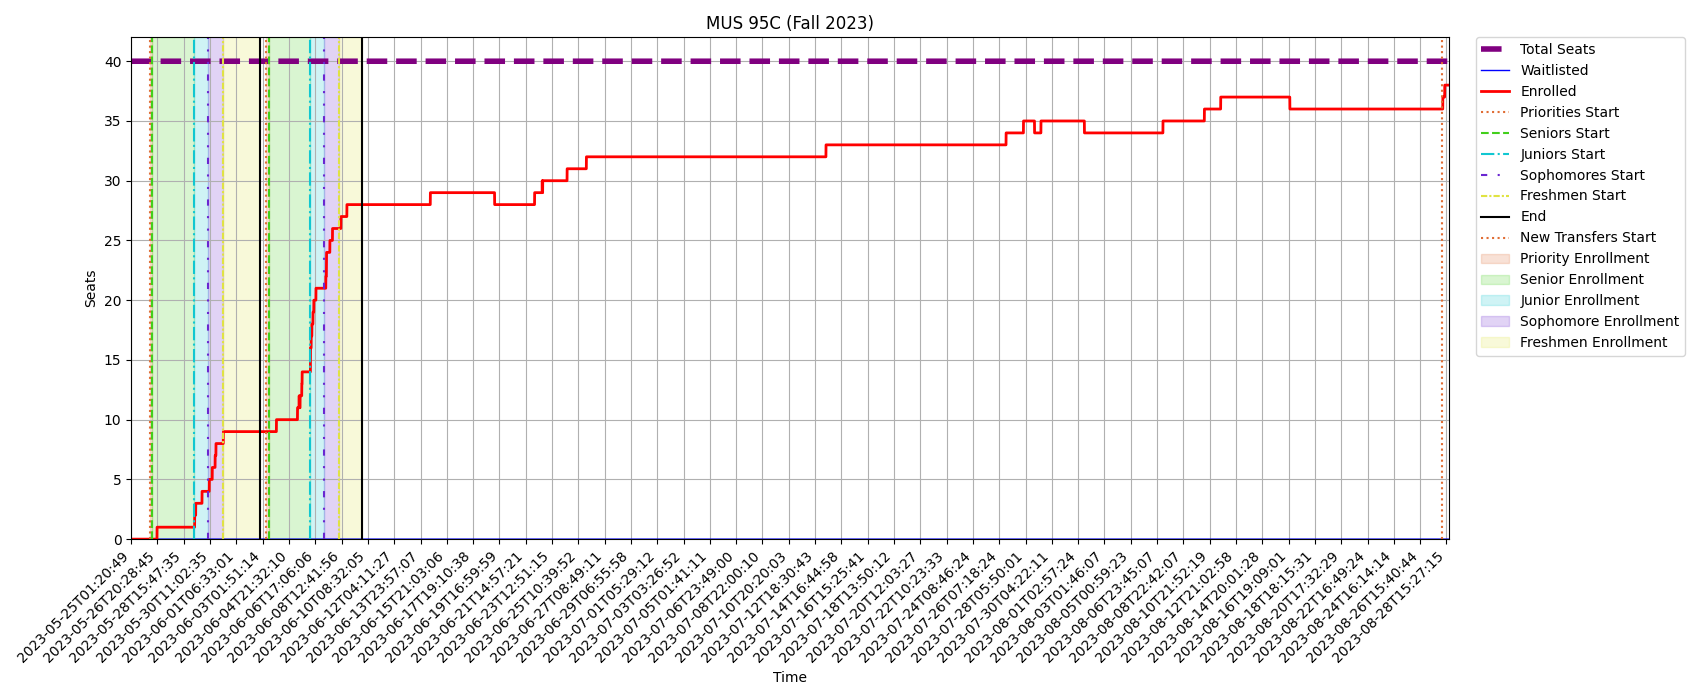 MUS 95C (Fall 2023)
Seats
40
35
30
25
20
15
10
5
0
2023-05-25T01:20:49
2023-05-26T20:28:45
2023-05-28T15:47:35
2023-05-30T11:02:35
2023-06-01T06:33:01
2023-06-03T01:51:14
2023-06-04T21:32:10
2023-06-06T17:06:06
2023-06-08T12:41:56
2023-06-10T08:32:05
2023-06-12T04:11:27
2023-06-13T23:57:07
2023-06-15T21:03:06
2023-06-17T19:10:38
2023-06-19T16:59:59
2023-06-21T14:57:21
2023-06-23T12:51:15
2023-06-25T10:39:52
2023-06-27T08:49:11
2023-06-29T06:55:58
2023-07-01T05:29:12
2023-07-03T03:26:52
2023-07-05T01:41:11
2023-07-06T23:49:00
2023-07-08T22:00:10
2023-07-10T20:20:03
2023-07-12T18:30:43
2023-07-14T16:44:58
2023-07-16T15:25:41
2023-07-18T13:50:12
2023-07-20T12:03:27
2023-07-22T10:23:33
2023-07-24T08:46:24
2023-07-26T07:18:24
2023-07-28T05:50:01
2023-07-30T04:22:11
2023-08-01T02:57:24
2023-08-03T01:46:07
2023-08-05T00:59:23
2023-08-06T23:45:07
2023-08-08T22:42:07
2023-08-10T21:52:19
2023-08-12T21:02:58
2023-08-14T20:01:28
2023-08-16T19:09:01
2023-08-18T18:15:31
2023-08-20T17:32:29
2023-08-22T16:49:24
2023-08-24T16:14:14
2023-08-26T15:40:44
2023-08-28T15:27:15
Time
Total Seats
Waitlisted
Enrolled
Priorities Start
Seniors Start
Juniors Start
Sophomores Start
Freshmen Start
End
New Transfers Start
Priority Enrollment
Senior Enrollment
Junior Enrollment
Sophomore Enrollment
Freshmen Enrollment